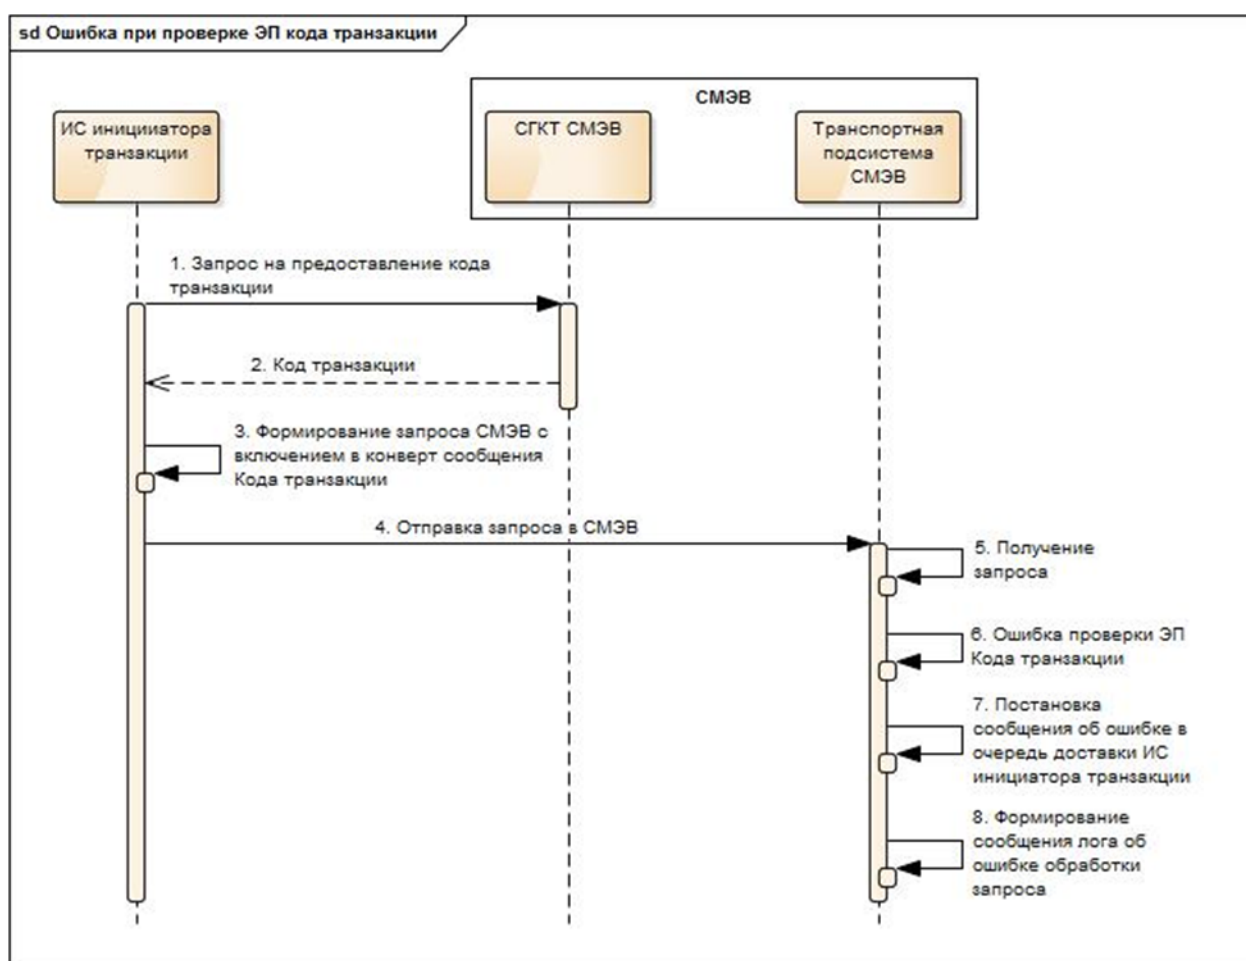 sd Ошибка при проверке ЭП кода транзакции
СМЭВ
ИС инициатора
транзакции
СГКТ СМЭВ
Транспортная
подсистема
СМЭВ
1. Запрос на предоставление кода
транзакции
2. Код транзакции
3. Формирование запроса СМЭВ с
включением в конверт сообщения
Кода транзакции
4. Отправка запроса в СМЭВ
5. Получение
запроса
6. Ошибка проверки ЭП
Кода транзакции
7. Постановка
сообщения об ошибке в
очередь доставки ИС
инициатора транзакции
8. Формирование
сообщения лога об
ошибке обработки
запроса